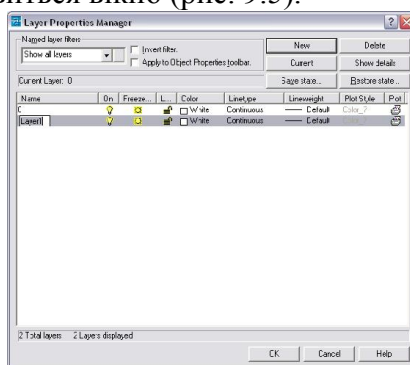 виться вікно (рис. 9.5).
Layer Properties Manager
Named layer filters
Show all layers
Invert filter.
Apply to Object Properties toolbar.
New
Delete
Current
Show details
Save state...
Restore state...
Current Layer: 0
Name On Freeze... L... Color Linetype Lineweight Plot Style Plot
0 White Continuous Default Color_7
Layer1 White Continuous Default Color_7
2 Total layers 2 Layers displayed
OK
Cancel
Help